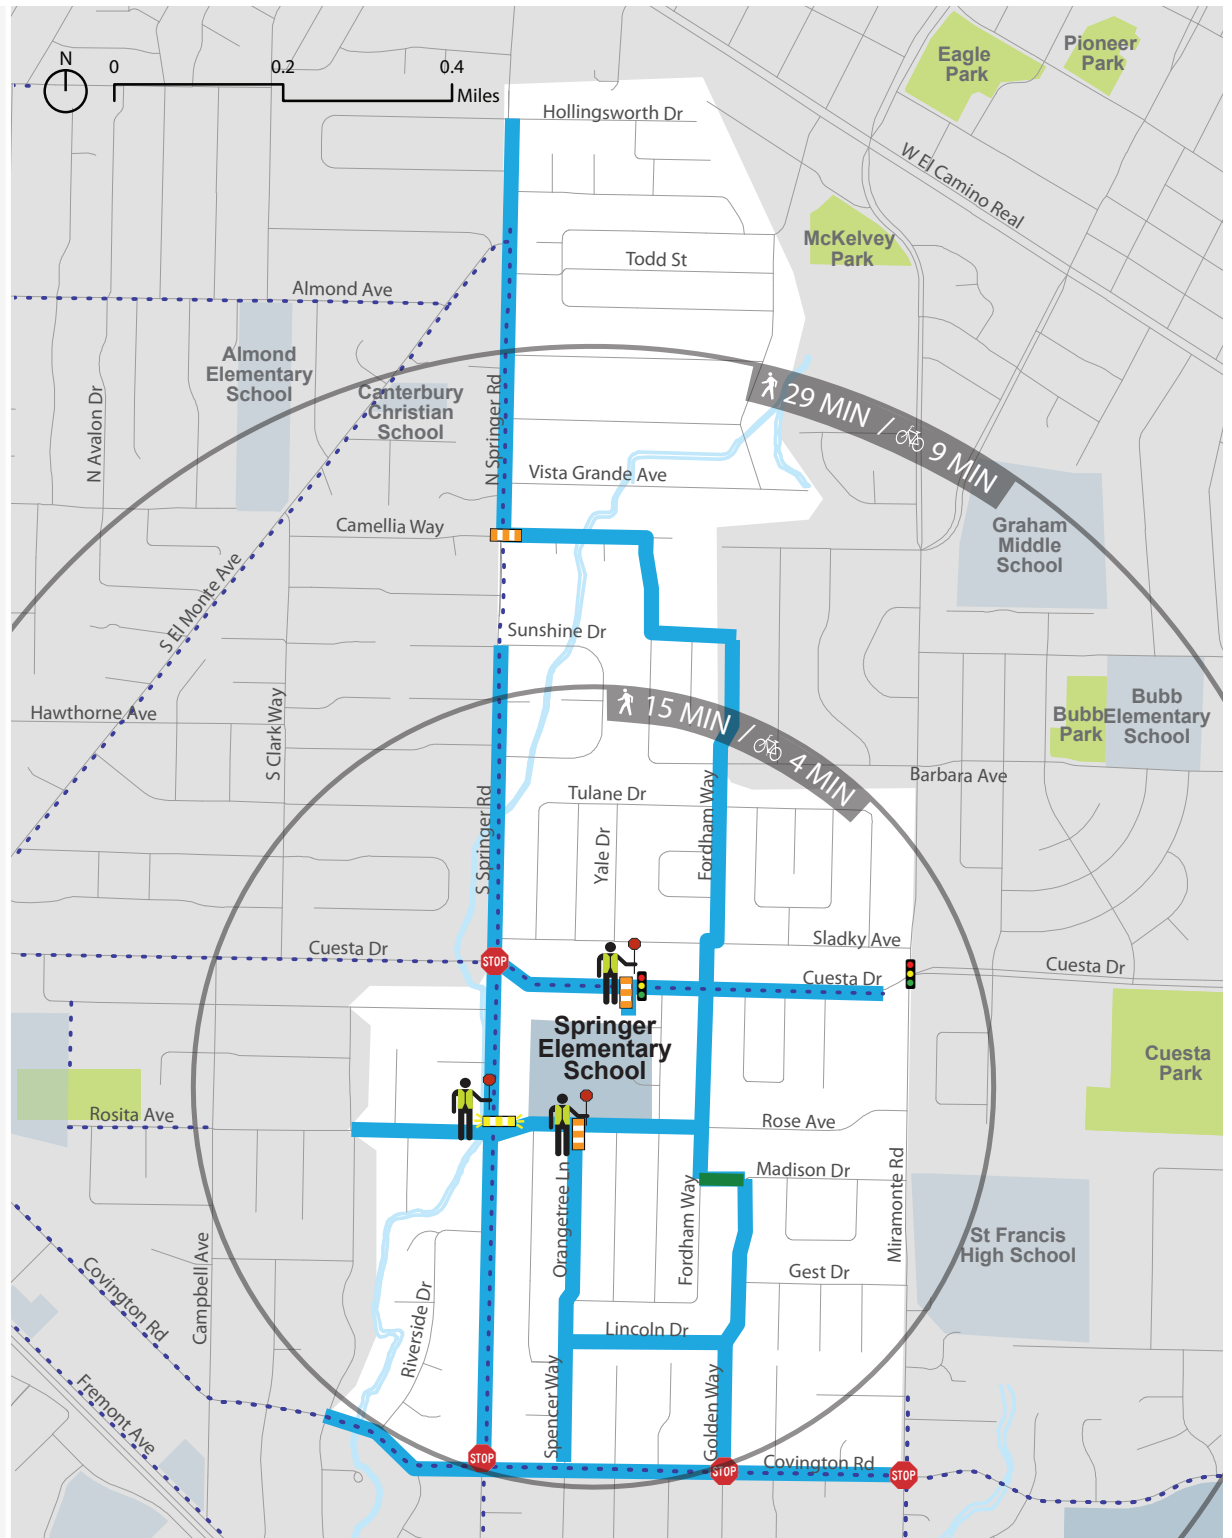 N
0
0.2
0.4
Miles
Hollingsworth Dr
Eagle
Park
Pioneer
Park
W El Camino Real
McKelvey
Park
Todd St
Almond Ave
Almond
Elementary
School
Canterbury
Christian
School
N Avalon Dr
N Springer Rd
29 MIN / 9 MIN
Vista Grande Ave
Camellia Way
Graham
Middle
School
S El Monte Ave
Sunshine Dr
Hawthorne Ave
S Clark Way
15 MIN / 4 MIN
Bubb
Park
Bubb
Elementary
School
Barbara Ave
Tulane Dr
Yale Dr
Fordham Way
S Springer Rd
Cuesta Dr
STOP
Sladky Ave
Cuesta Dr
Cuesta Dr
Springer
Elementary
School
Cuesta
Park
Rosita Ave
Rose Ave
Madison Dr
Miramonte Rd
Orangetree Ln
Fordham Way
St Francis
High School
Gest Dr
Covington Rd
Campbell Ave
Riverside Dr
Lincoln Dr
Fremont Ave
Spencer Way
Golden Way
STOP
STOP
Covington Rd
STOP